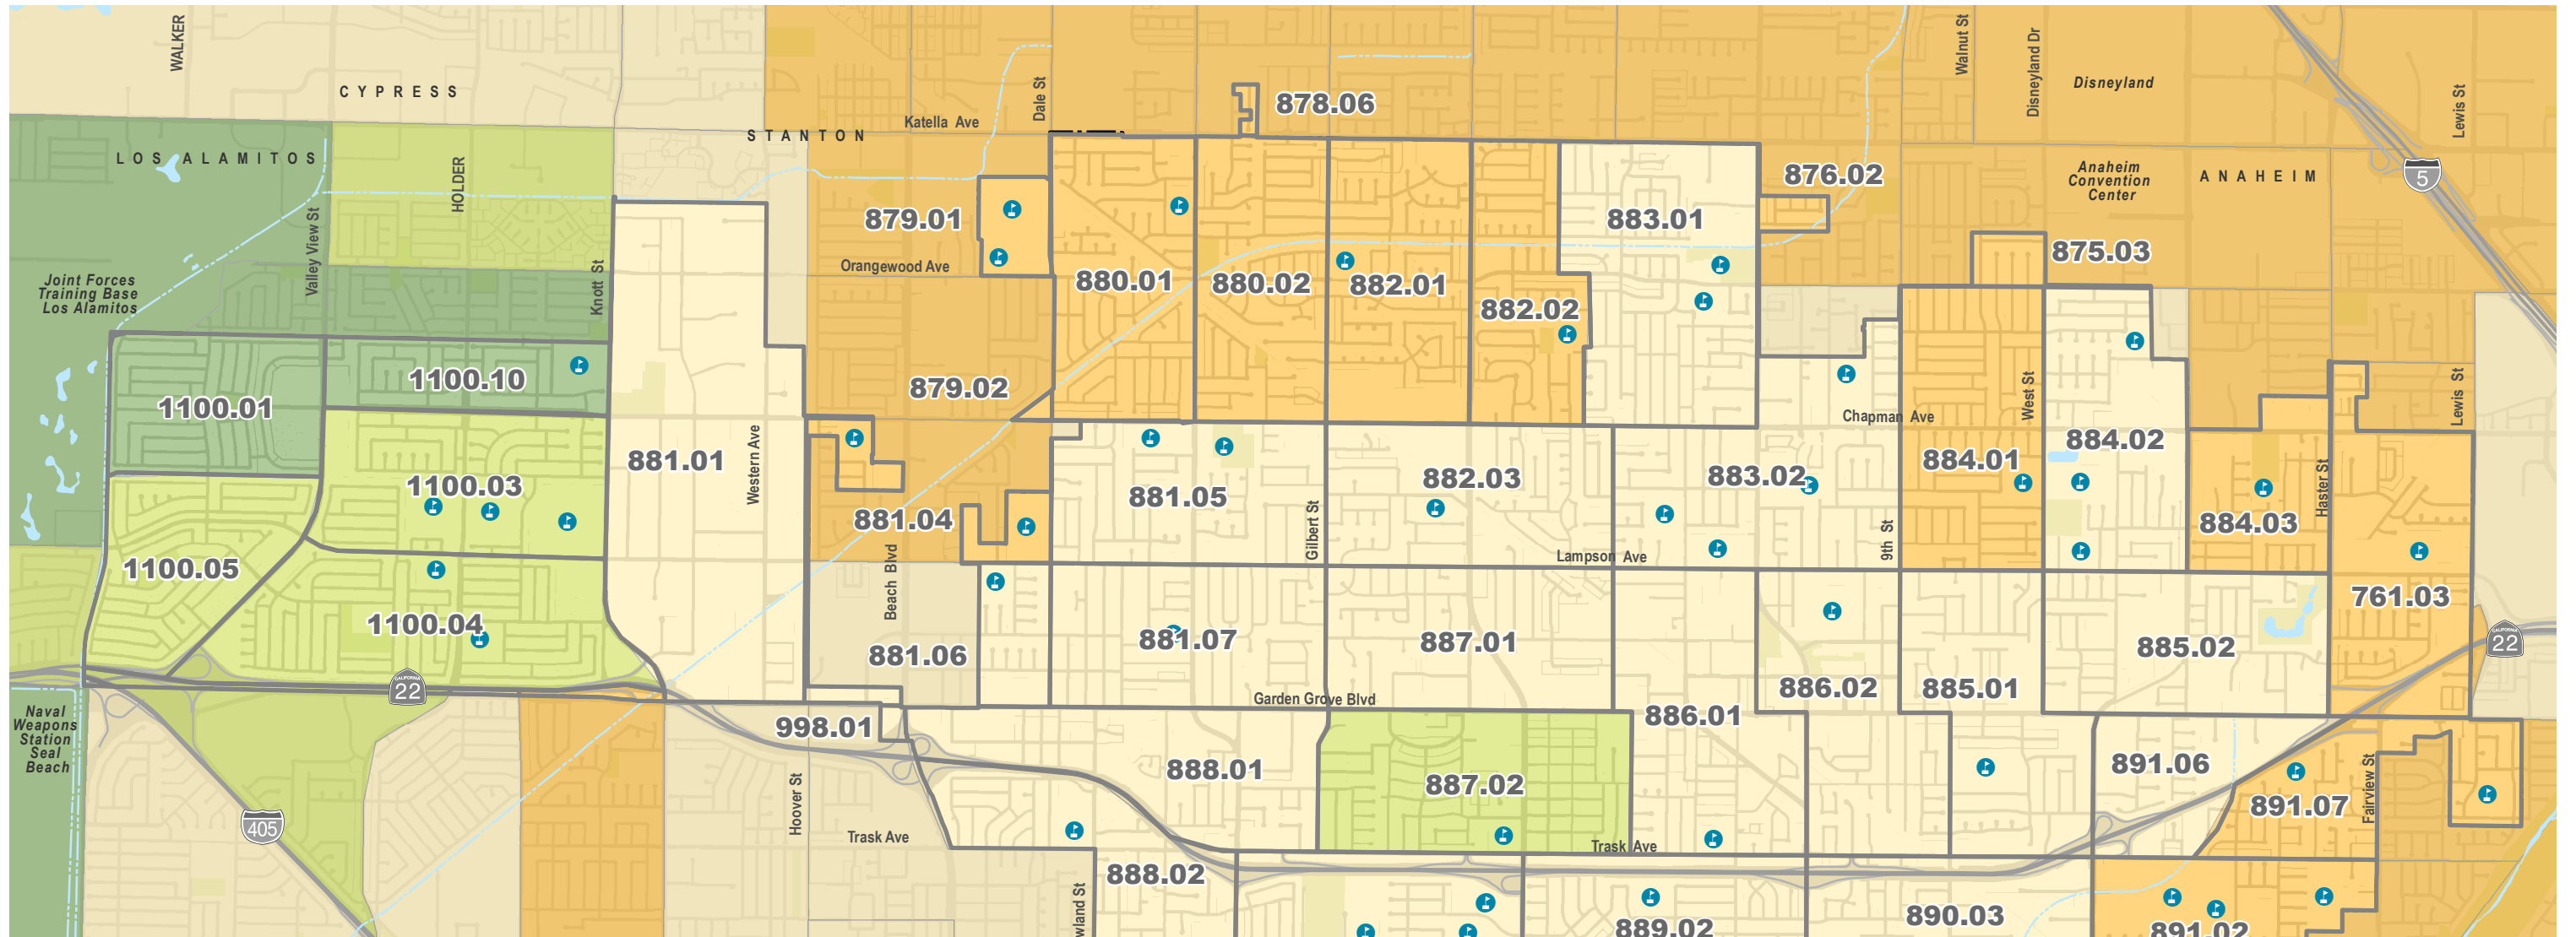 WALKER
CYPRESS
STANTON
Katella Ave
Dale St
878.06
Walnut St
Disneyland Dr
Disneyland
Lewis St
LOS ALAMITOS
HOLDER
Valley View St
Knott St
Joint Forces
Training Base
Los Alamitos
879.01
Orangewood Ave
880.01
880.02
882.01
882.02
883.01
876.02
Anaheim
Convention
Center
ANAHEIM
5
875.03
1100.01
1100.10
879.02
Chapman Ave
West St
Lewis St
1100.03
881.01
Western Ave
881.04
881.05
Gilbert St
882.03
883.02
884.01
884.02
884.03
Haster St
1100.05
Beach Blvd
Lampson Ave
9th St
761.03
1100.04
881.06
881.07
887.01
885.02
CALIFORNIA
22
CALIFORNIA
22
Garden Grove Blvd
886.01
886.02
885.01
Naval
Weapons
Station
Seal
Beach
998.01
888.01
887.02
891.06
891.07
Fairview St
405
Hoover St
Trask Ave
Trask Ave
888.02
wland St
889.02
890.03
891.02